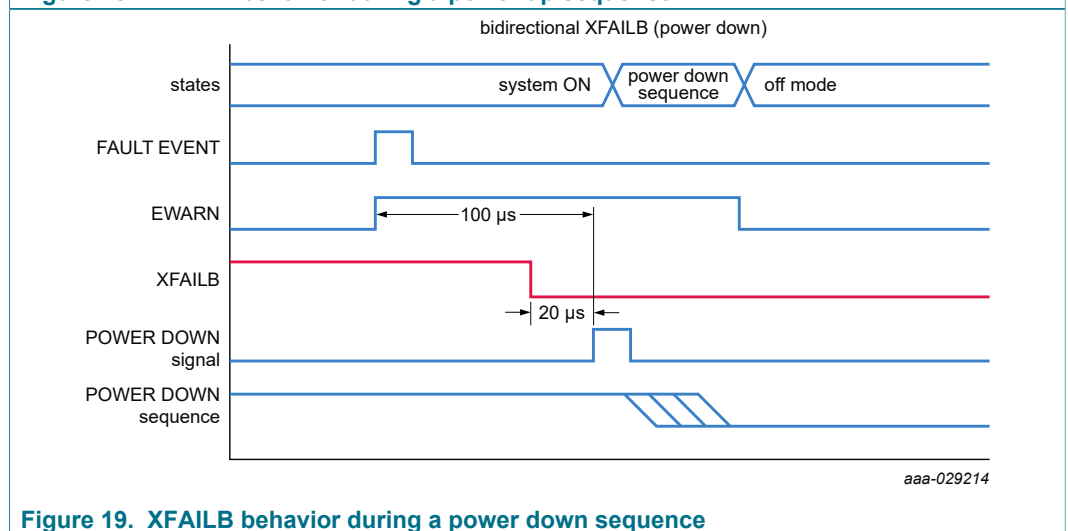 bidirectional XFAILB (power down)
states
system ON
power down
sequence
off mode
FAULT EVENT
EWARN
100 µs
XFAILB
20 µs
POWER DOWN
signal
POWER DOWN
sequence
aaa-029214
Figure 19. XFAILB behavior during a power down sequence